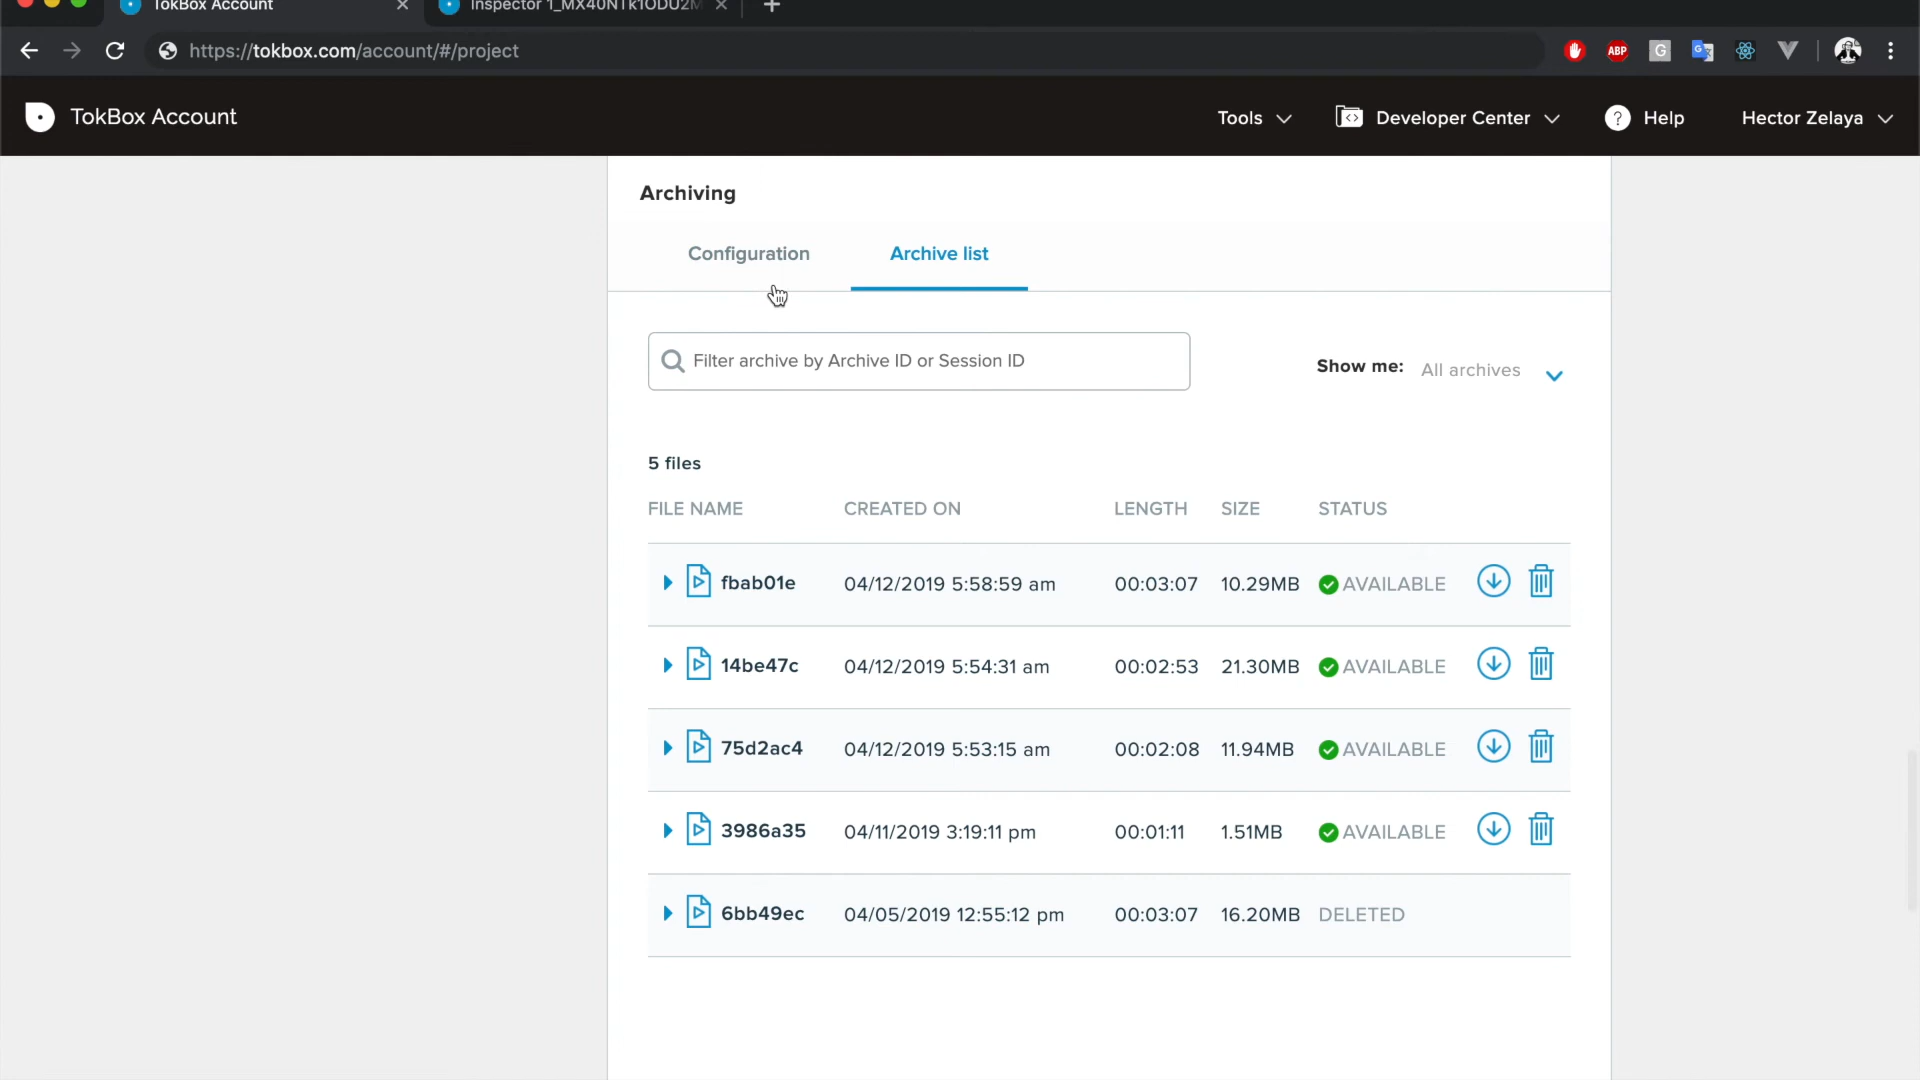 TokBox Account
Inspector 1_MX40NTk1ODU2M
https://tokbox.com/account/#/project
ABP
G
TokBox Account
Tools
Developer Center
? Help
Hector Zelaya
Archiving
Configuration
Archive list
Filter archive by Archive ID or Session ID
Show me: All archives
5 files
FILE NAME CREATED ON LENGTH SIZE STATUS
fbab01e 04/12/2019 5:58:59 am 00:03:07 10.29MB AVAILABLE
14be47c 04/12/2019 5:54:31 am 00:02:53 21.30MB AVAILABLE
75d2ac4 04/12/2019 5:53:15 am 00:02:08 11.94MB AVAILABLE
3986a35 04/11/2019 3:19:11 pm 00:01:11 1.51MB AVAILABLE
6bb49ec 04/05/2019 12:55:12 pm 00:03:07 16.20MB DELETED